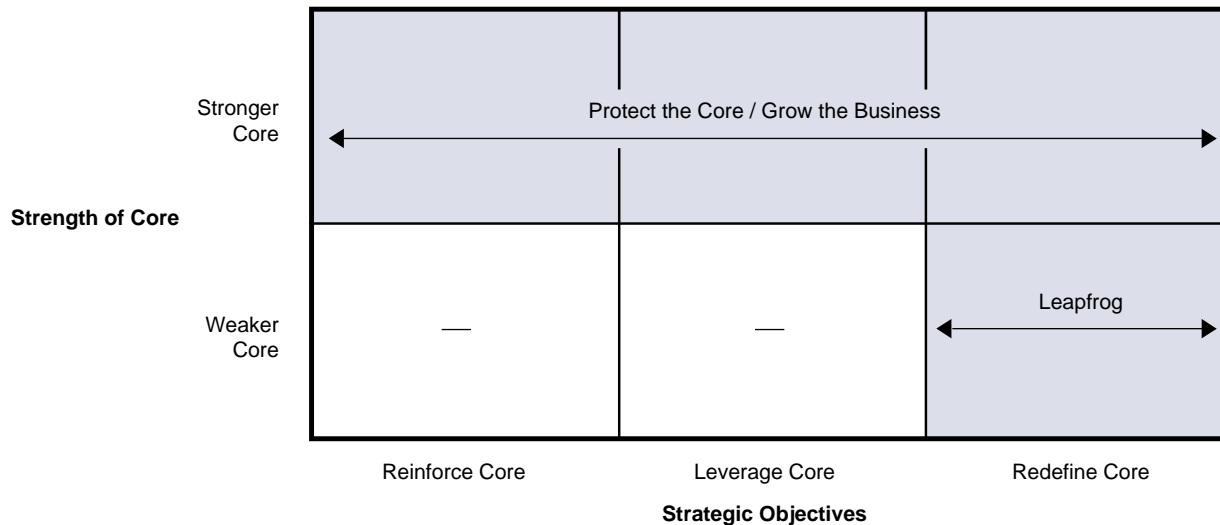 Stronger
Core
Protect the Core / Grow the Business
Strength of Core
Weaker
Core
—
—
Leapfrog
Reinforce Core
Leverage Core
Redefine Core
Strategic Objectives